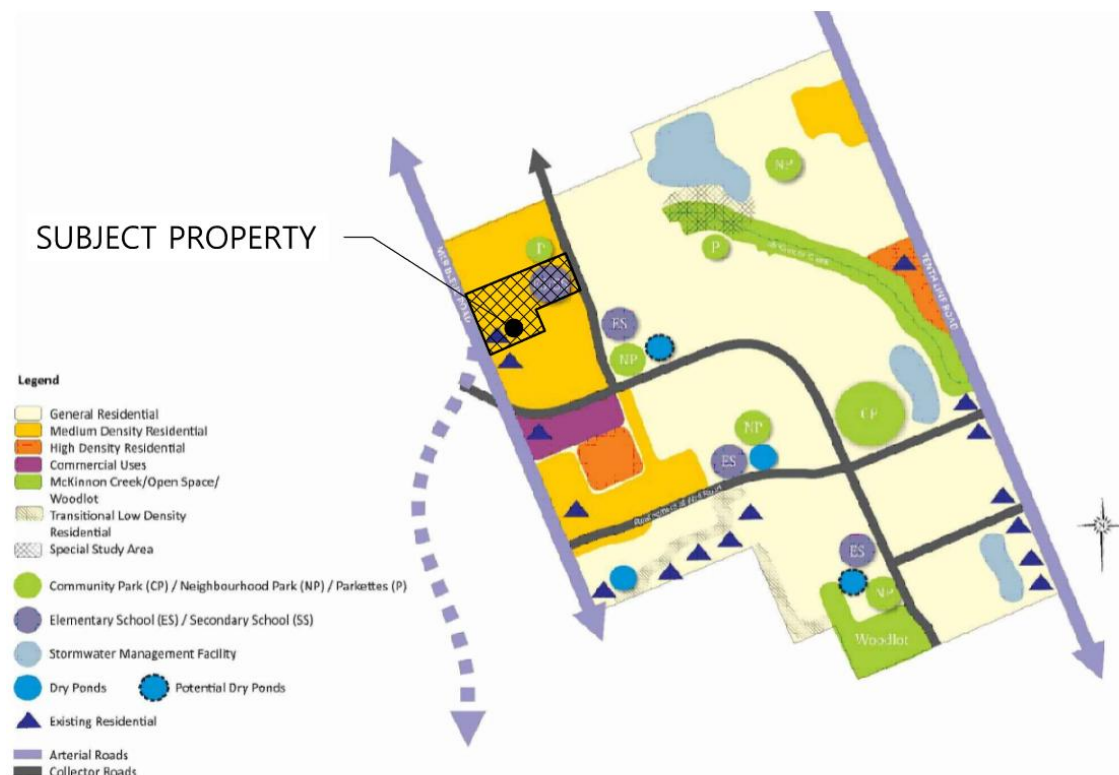 SUBJECT PROPERTY
MER BLEUE ROAD
TENTH LINE ROAD
NP
P
P
ES
NP
CP
NP
ES
ES
NP
Woodlot
Legend
General Residential
Medium Density Residential
High Density Residential
Commercial Uses
McKinnon Creek/Open Space/
Woodlot
Transitional Low Density
Residential
Special Study Area
Community Park (CP) / Neighbourhood Park (NP) / Parkettes (P)
Elementary School (ES) / Secondary School (SS)
Stormwater Management Facility
Dry Ponds
Potential Dry Ponds
Existing Residential
Arterial Roads
Collector Roads
N